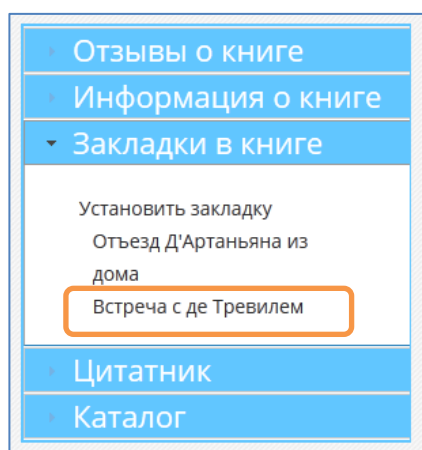 Отзывы о книге
Информация о книге
Закладки в книге
Установить закладку
Отъезд Д'Артаньяна из
дома
Встреча с де Тревилем
Цитатник
Каталог